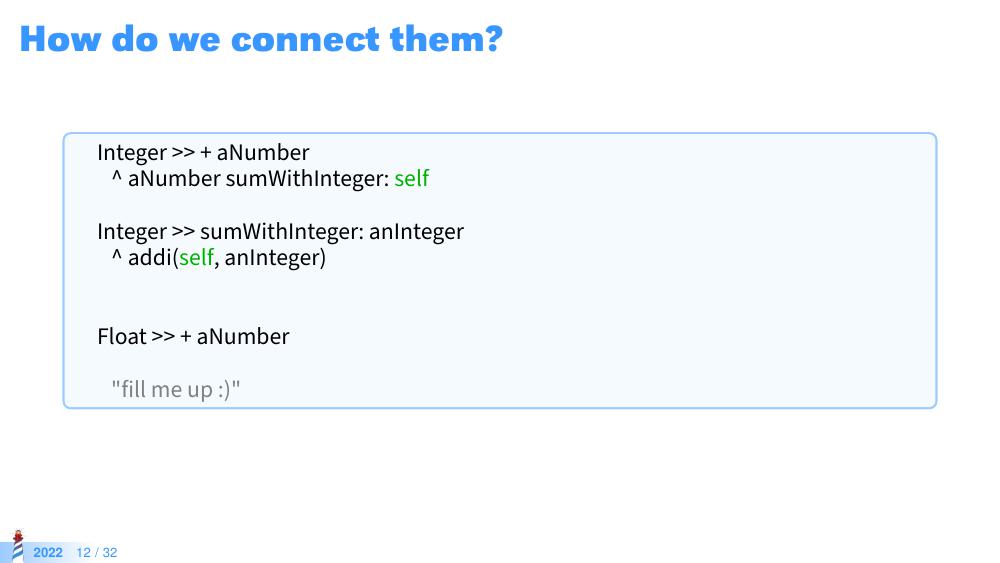 How do we connect them?
Integer >> + aNumber
^ aNumber sumWithInteger: self
Integer >> sumWithInteger: anInteger
^ addi(self, anInteger)
Float >> + aNumber
"fill me up :)"
2022 12 / 32